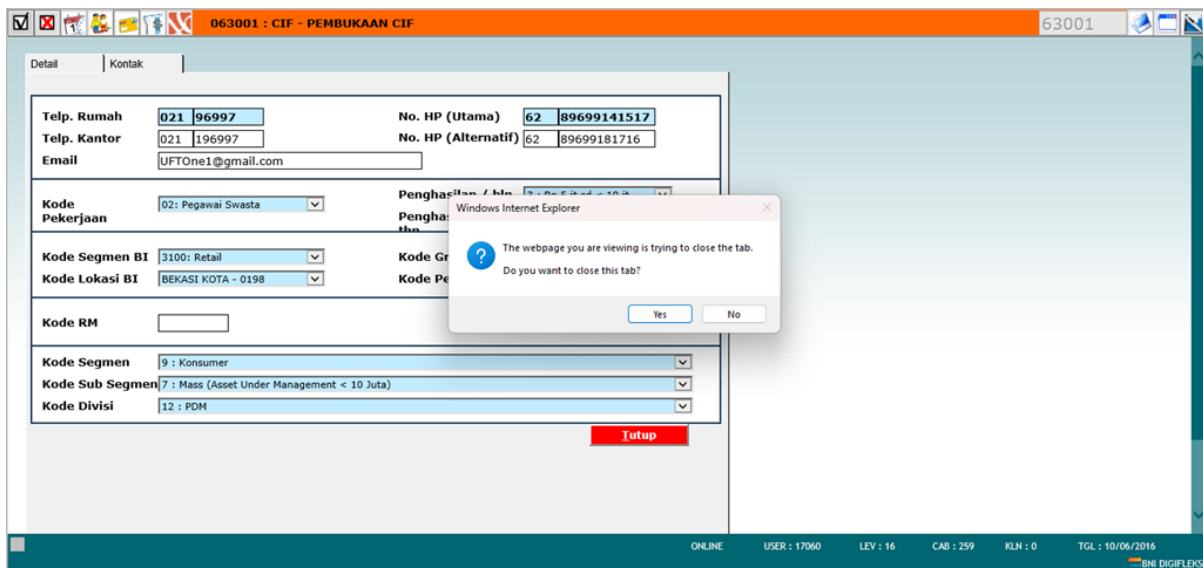 063001 : CIF - PEMBUKAAN CIF 63001
Detail Kontak
Telp. Rumah 021 96997 No. HP (Utama) 62 89699141517
Telp. Kantor 021 196997 No. HP (Alternatif) 62 89699181716
Email UFTOne1@gmail.com
Kode Pekerjaan 02: Pegawai Swasta Penghasilan / bln
Kode Segmen BI 3100: Retail Kode
Kode Lokasi BI BEKASI KOTA - 0198 Kode
Windows Internet Explorer
The webpage you are viewing is trying to close the tab.
Do you want to close this tab?
Yes No
Kode RM
Kode Segmen 9 : Konsumer
Kode Sub Segmen 7 : Mass (Asset Under Management < 10 Juta)
Kode Divisi 12 : PDM
Tutup
ONLINE USER : 17060 LEV : 16 CAB : 259 KLN : 0 TGL : 10/06/2016
BNI DIGIFLEKS